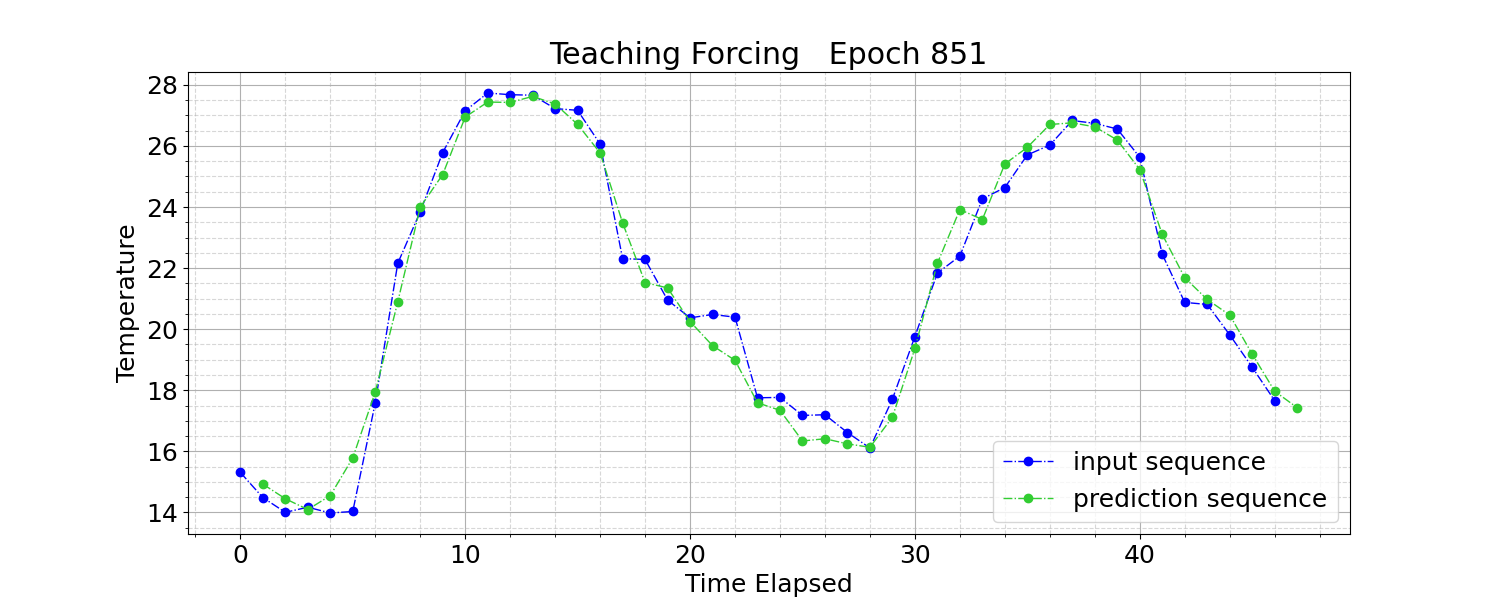 Teaching Forcing   Epoch 851
28
26
24
22
20
18
16
14
Temperature
input sequence
prediction sequence
0 10 20 30 40
Time Elapsed